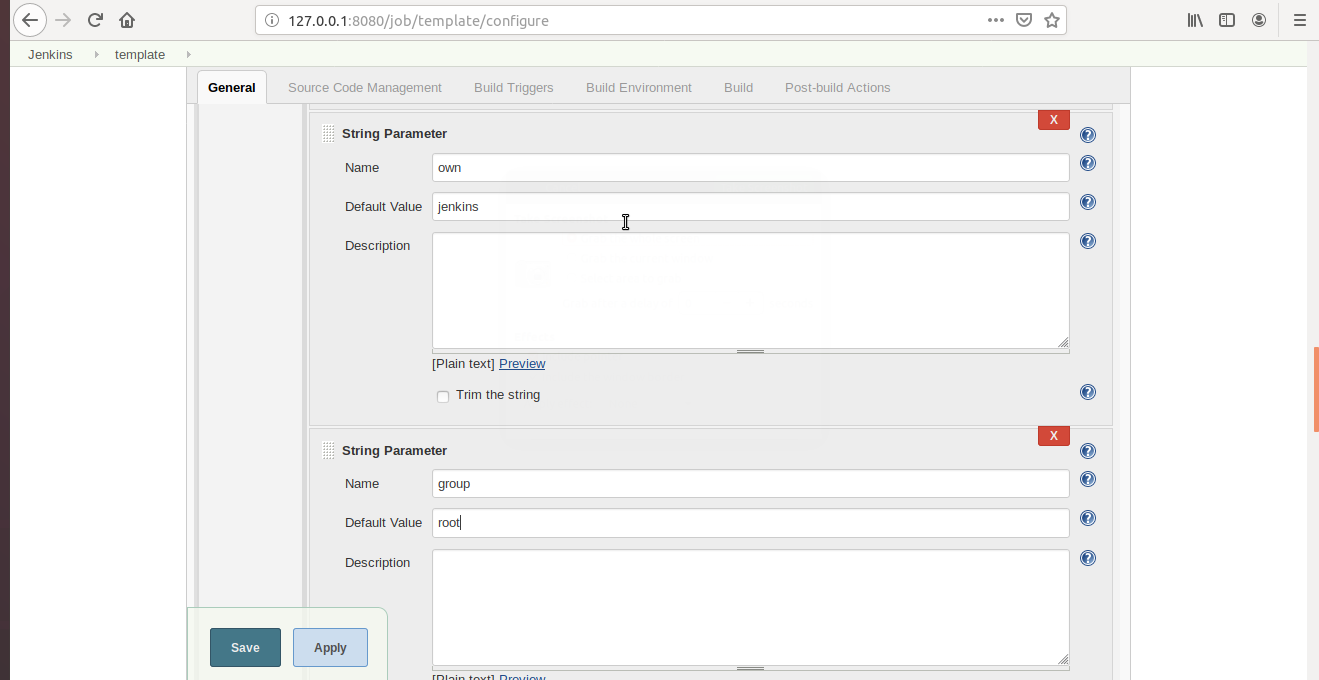 127.0.0.1:8080/job/template/configure
Jenkins template
General Source Code Management Build Triggers Build Environment Build Post-build Actions
X
String Parameter
Name own
Default Value jenkins
Description
[Plain text] Preview
Trim the string
X
String Parameter
Name group
Default Value root
Description
Save Apply
[Plain text] Preview